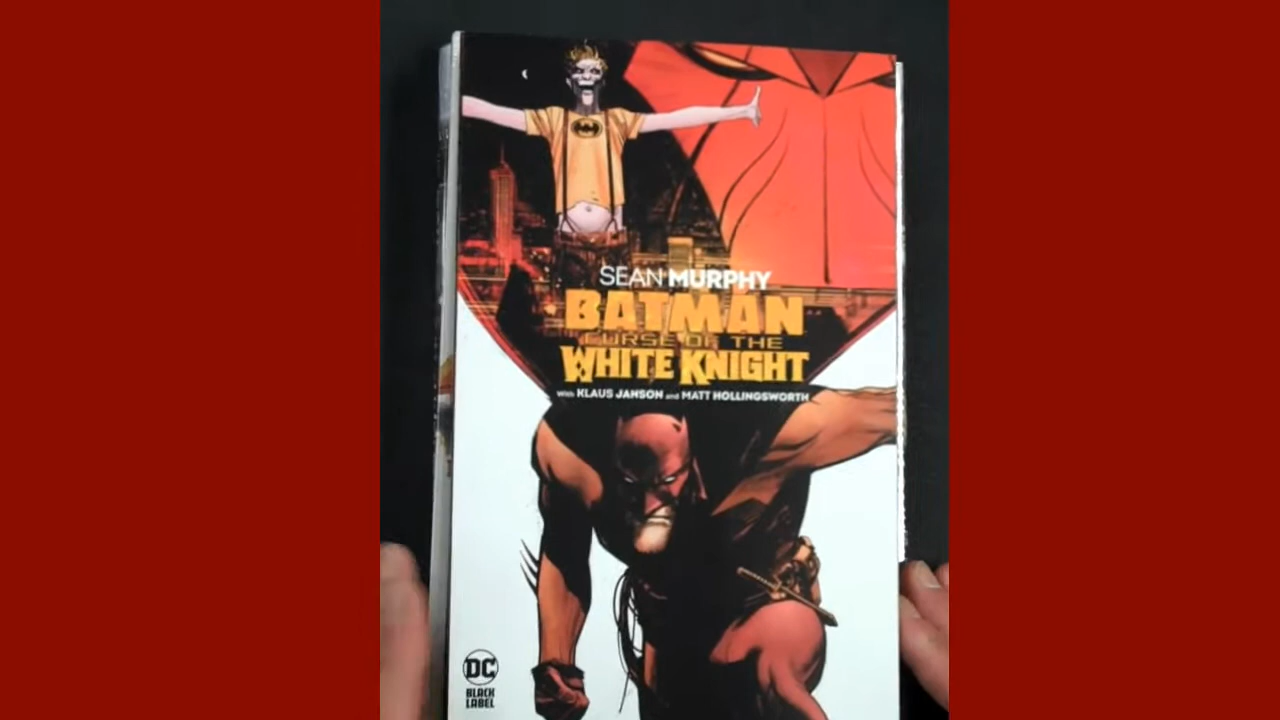 SEAN MURPHY
BATMAN
CURSE OF THE
WHITE KNIGHT
with KLAUS JANSON and MATT HOLLINGSWORTH
DC
BLACK
LABEL